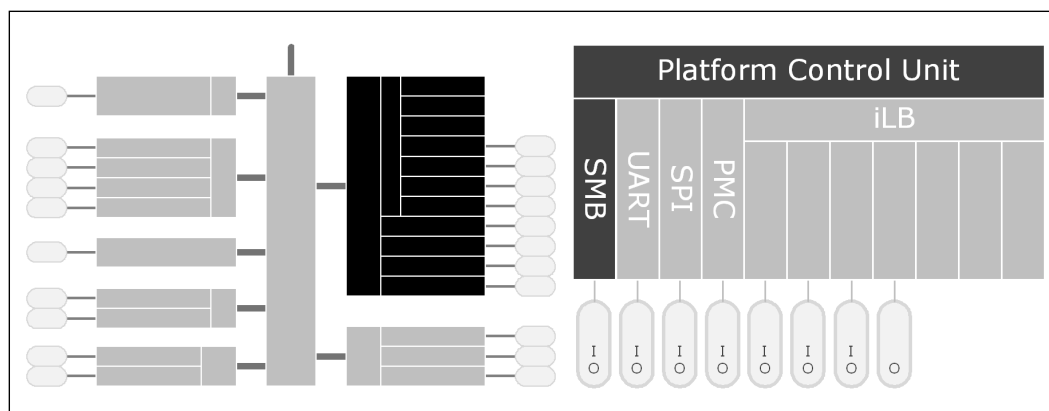 Platform Control Unit
iLB
SMB
UART
SPI
PMC
I O
I O
I O
I O
I O
I O
I O
O